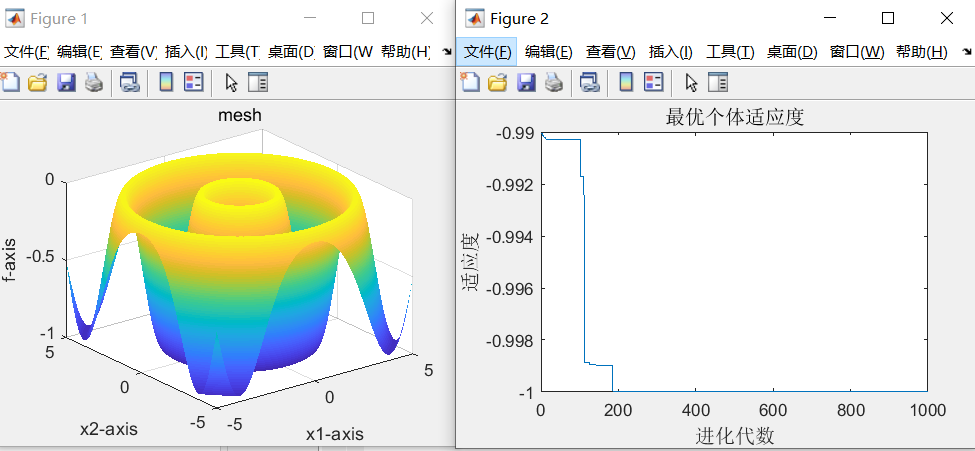 Figure 1
文件(F 编辑(E 查看(V 插入(I) 工具(T 桌面(D 窗口(W 帮助(H)
mesh
0
-0.5
-1
f-axis
5
0
-5
x2-axis
-5
0
5
x1-axis
Figure 2
文件(F) 编辑(E) 查看(V) 插入(I) 工具(T) 桌面(D) 窗口(W) 帮助(H)
最优个体适应度
-0.99
-0.992
-0.994
-0.996
-0.998
-1
适应度
0 200 400 600 800 1000
进化代数